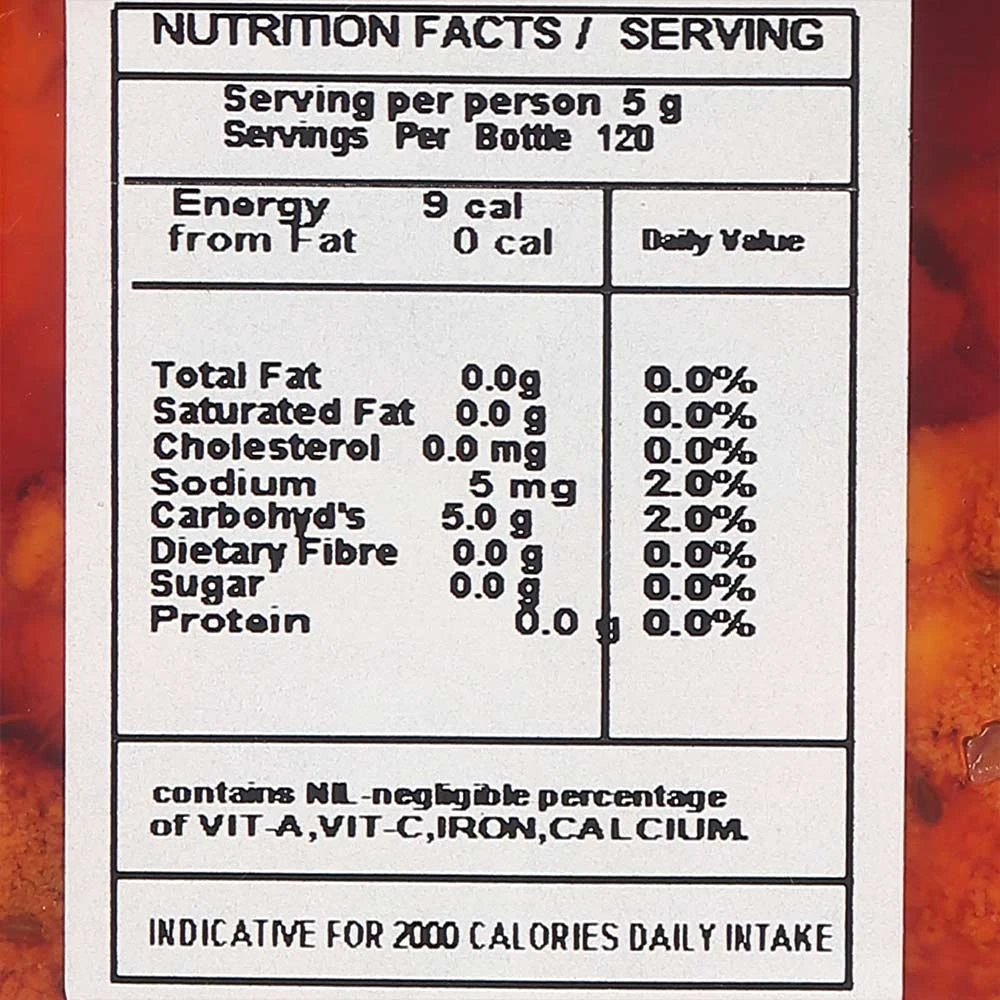 NUTRITION FACTS / SERVING
Serving per person 5 g
Servings Per Bottle 120
Energy 9 cal
from Fat 0 cal
Daily Value
Total Fat 0.0g 0.0%
Saturated Fat 0.0 g 0.0%
Cholesterol 0.0 mg 0.0%
Sodium 5 mg 2.0%
Carbohyd's 5.0 g 2.0%
Dietary Fibre 0.0 g 0.0%
Sugar 0.0 g 0.0%
Protein 0.0 g 0.0%
contains NIL-negligible percentage
of VIT-A,VIT-C,IRON,CALCIUM.
INDICATIVE FOR 2000 CALORIES DAILY INTAKE